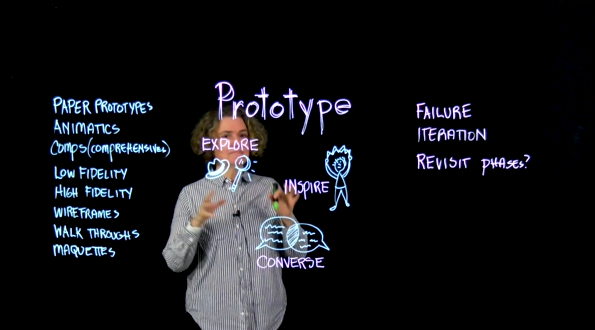 Prototype
PAPER PROTOTYPES
ANIMATICS
COMPS (COMPREHENSIVE)
LOW FIDELITY
HIGH FIDELITY
WIREFRAMES
WALK THROUGHS
MAQUETTES
EXPLORE
INSPIRE
CONVERSE
FAILURE
ITERATION
REVISIT PHASES?